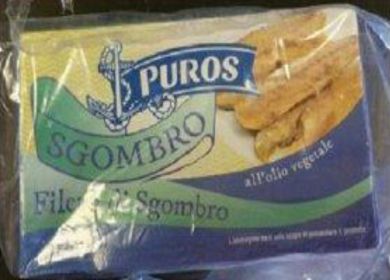 PUROS
SGOMBRO
all'olio vegetale
Filetti di Sgombro